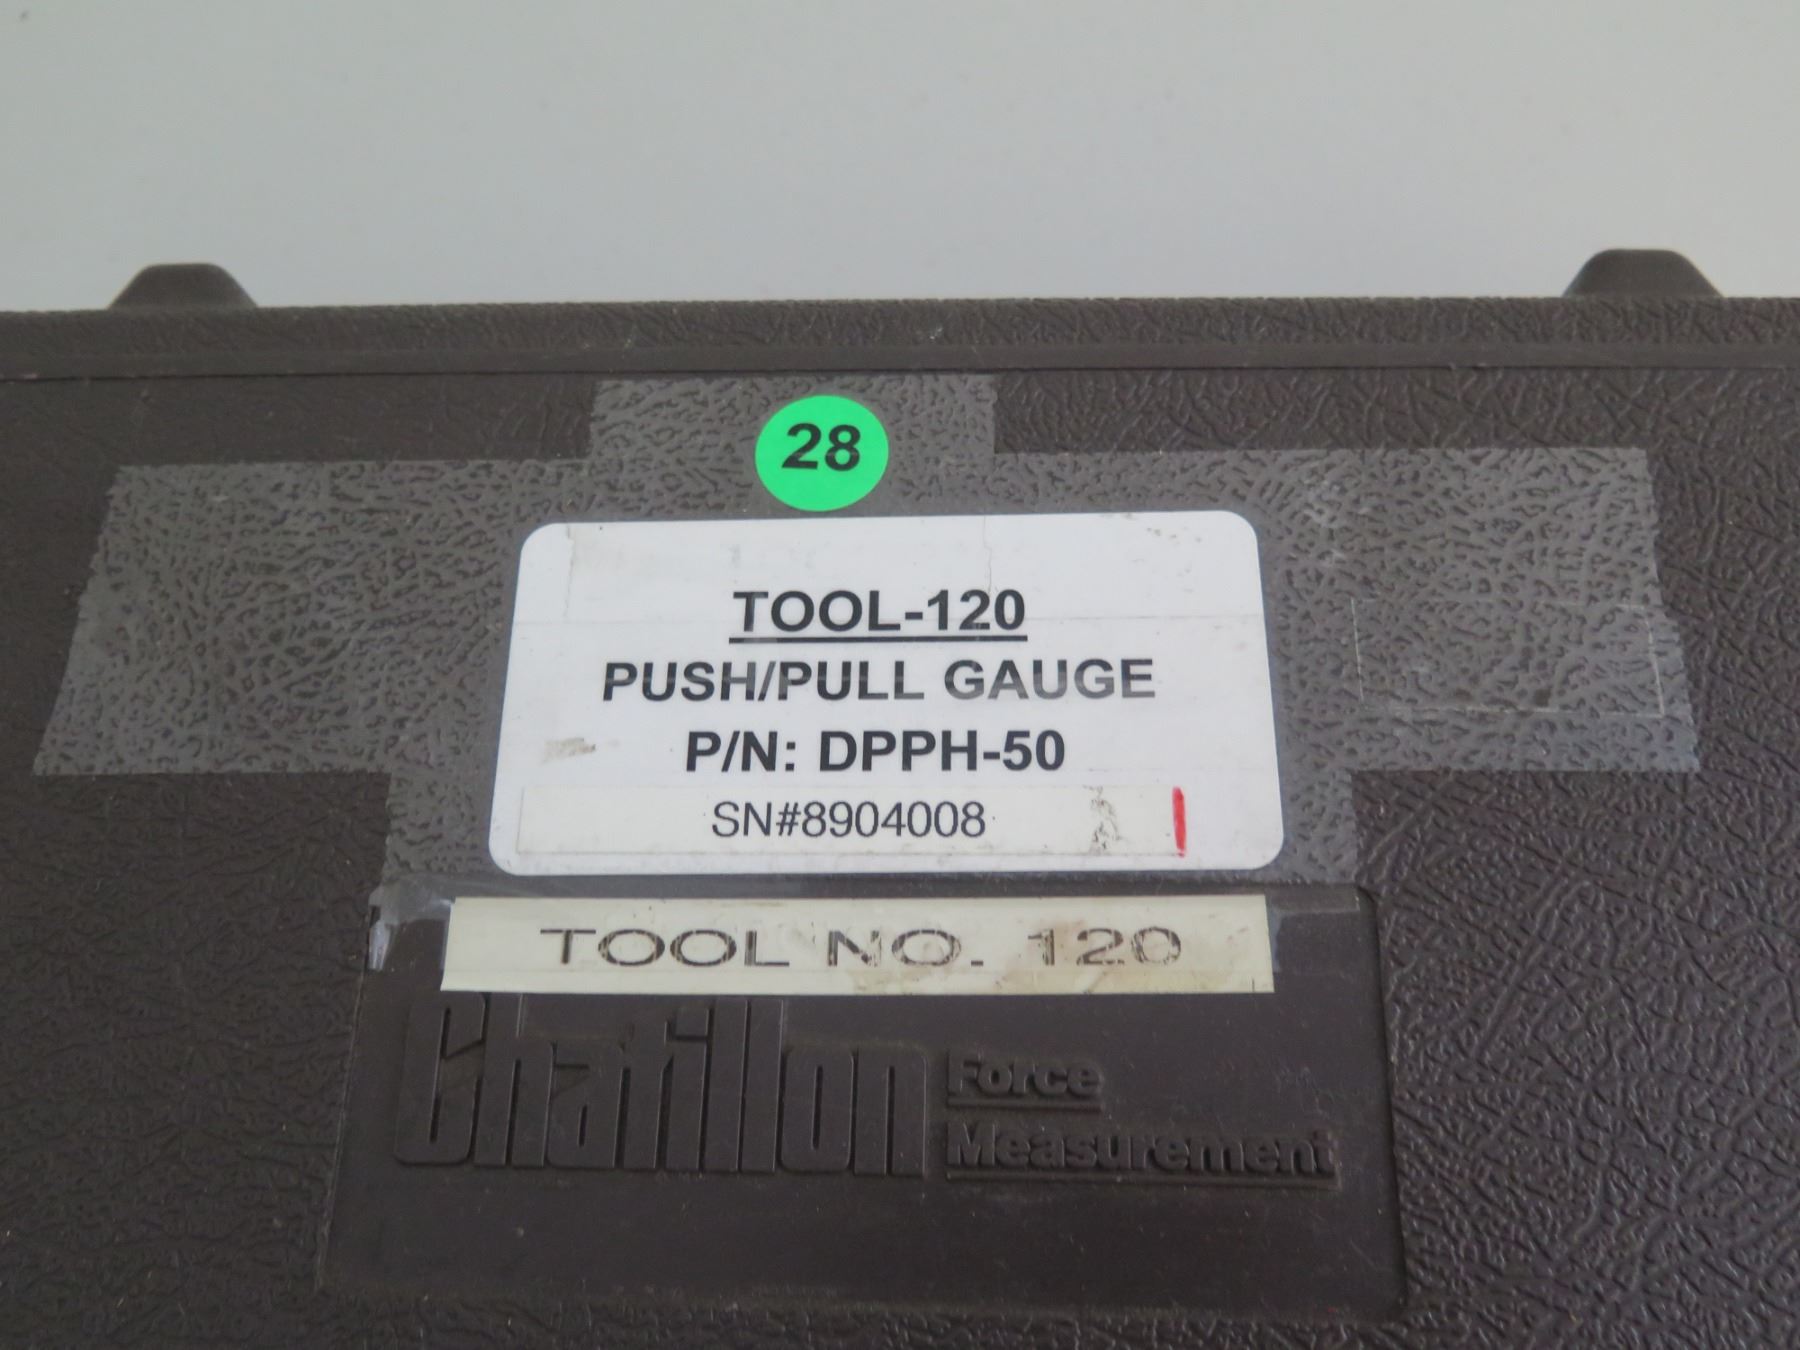 28
TOOL-120
PUSH/PULL GAUGE
P/N: DPPH-50
SN#8904008
TOOL NO. 120
Chatillon
Force
Measurement